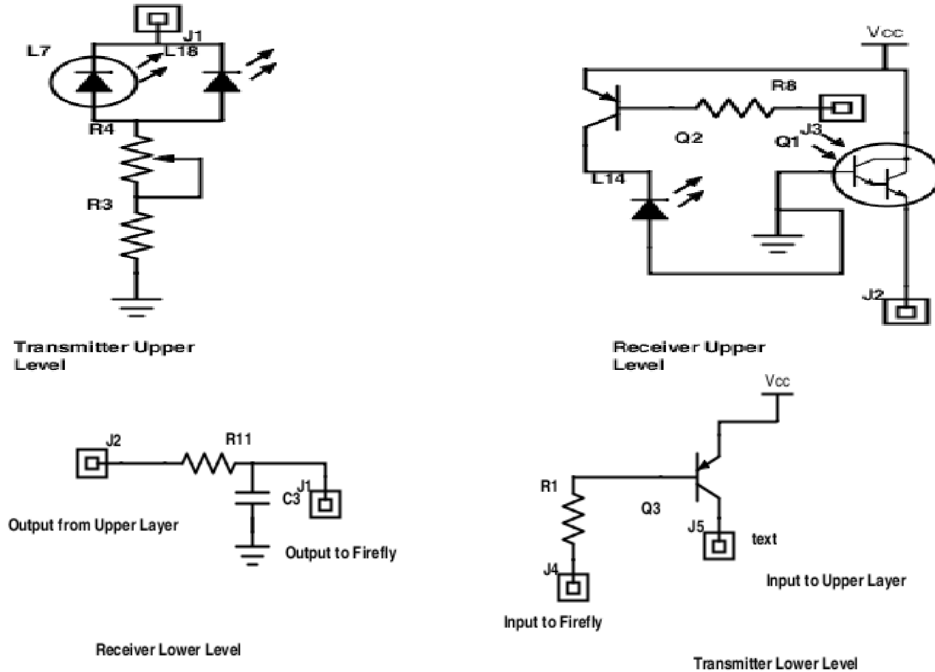 J1
L7
L18
R4
R3
Transmitter Upper
Level
Vcc
R8
J3
Q2
Q1
L14
J2
Receiver Upper
Level
J2
R11
C3
J1
Output from Upper Layer
Output to Firefly
Receiver Lower Level
Vcc
R1
Q3
J5
text
J4
Input to Upper Layer
Input to Firefly
Transmitter Lower Level